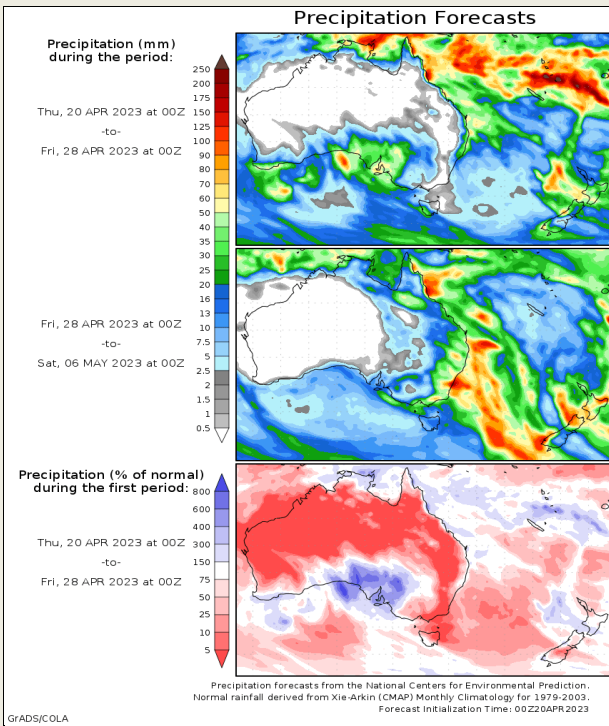 Precipitation Forecasts
Precipitation (mm)
during the period:
Thu, 20 APR 2023 at 00Z
-to-
Fri, 28 APR 2023 at 00Z
250
200
175
150
125
100
90
80
70
60
50
40
35
30
25
20
16
13
10
7.5
5
2.5
2
1.5
1
0.5
Fri, 28 APR 2023 at 00Z
-to-
Sat, 06 MAY 2023 at 00Z
Precipitation (% of normal)
during the first period:
Thu, 20 APR 2023 at 00Z
-to-
Fri, 28 APR 2023 at 00Z
800
600
400
300
150
75
50
25
10
5
Precipitation forecasts from the National Centers for Environmental Prediction.
Normal rainfall derived from Xie-Arkin (CMAP) Monthly Climatology for 1979-2003.
Forecast Initialization Time: 00Z20APR2023
GrADS/COLA